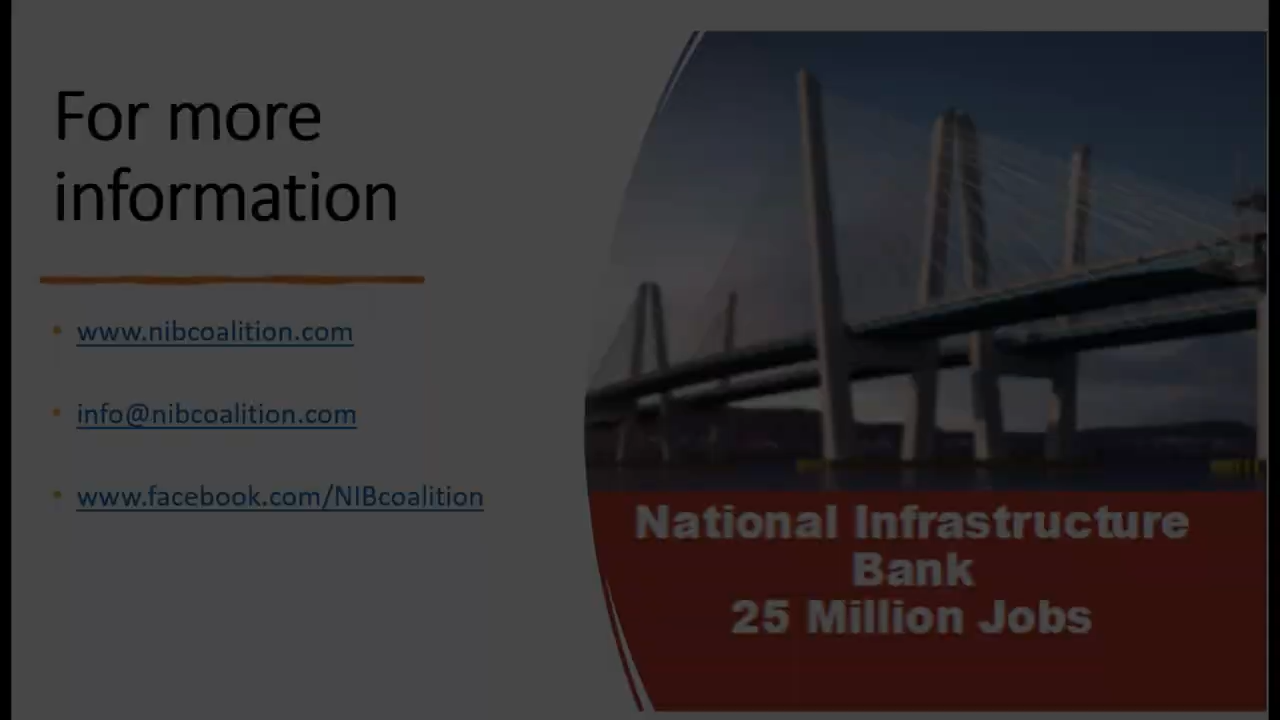 For more
information
www.nibcoalition.com
info@nibcoalition.com
www.facebook.com/NIBcoalition
National Infrastructure
Bank
25 Million Jobs